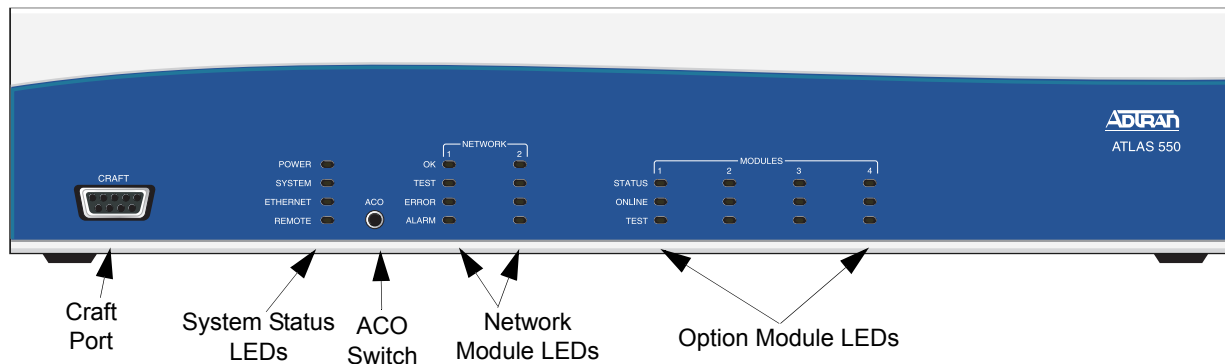 ADTRAN
ATLAS 550
CRAFT
POWER
SYSTEM
ETHERNET
REMOTE
ACO
NETWORK
1 2
OK
TEST
ERROR
ALARM
MODULES
1 2 3 4
STATUS
ONLINE
TEST
Craft
Port
System Status
LEDs
ACO
Switch
Network
Module LEDs
Option Module LEDs